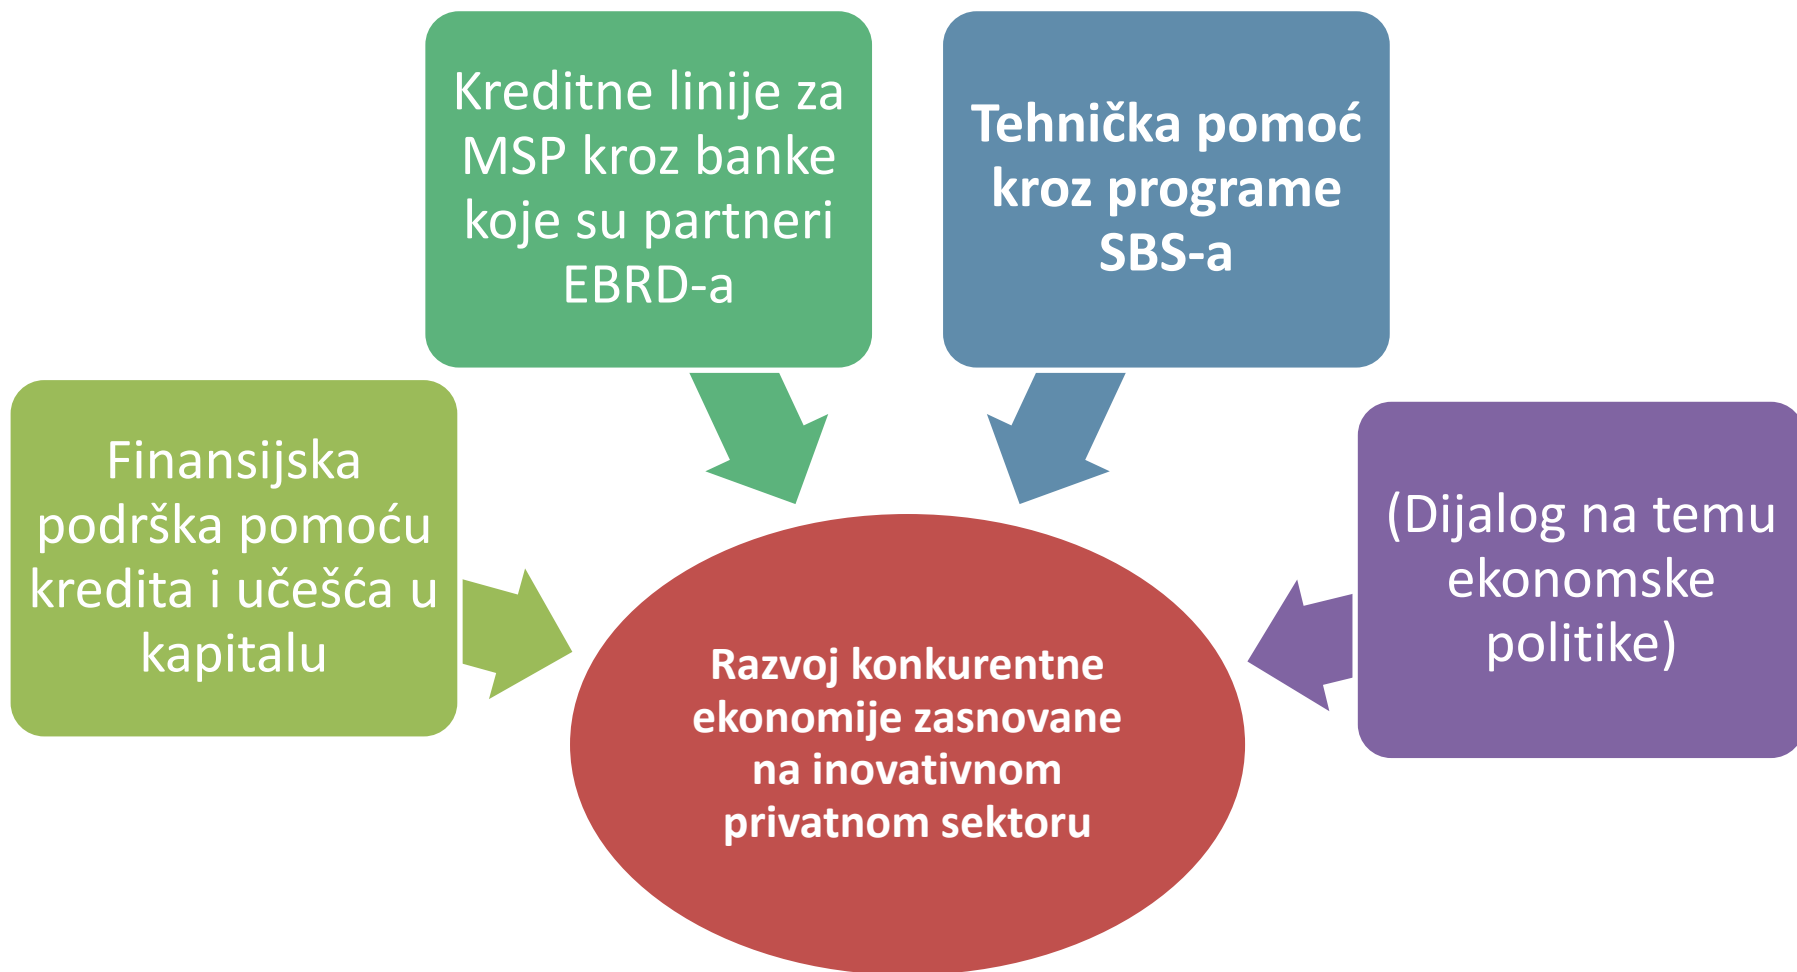 Kreditne linije za
MSP kroz banke
koje su partneri
EBRD-a
Tehnička pomoć
kroz programe
SBS-a
Finansijska
podrška pomoću
kredita i učešća u
kapitalu
(Dijalog na temu
ekonomske
politike)
Razvoj konkurentne
ekonomije zasnovane
na inovativnom
privatnom sektoru